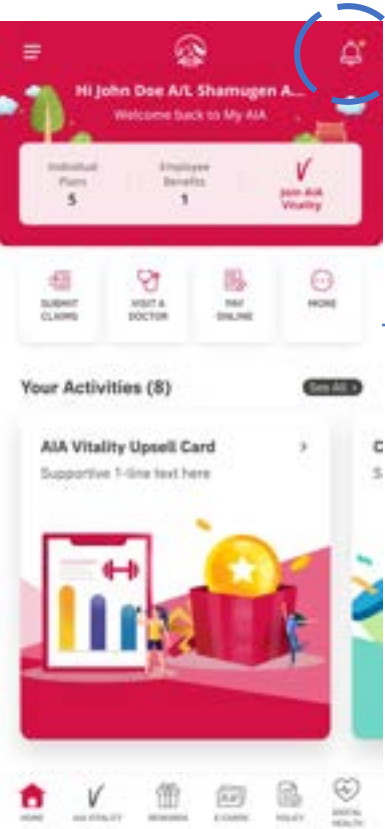 Hi John Doe A/L Shamugen A...
Welcome back to My AIA
Individual Plans
5
Employee Benefits
1
Join AIA Vitality
SUBMIT CLAIMS
VISIT A DOCTOR
PAY ONLINE
MORE
Your Activities (8)
See All >
AIA Vitality Upsell Card
Supportive 1-line text here
C
S
HOME
AIA VITALITY
REWARDS
E-CARDS
POLICY
DIGITAL HEALTH